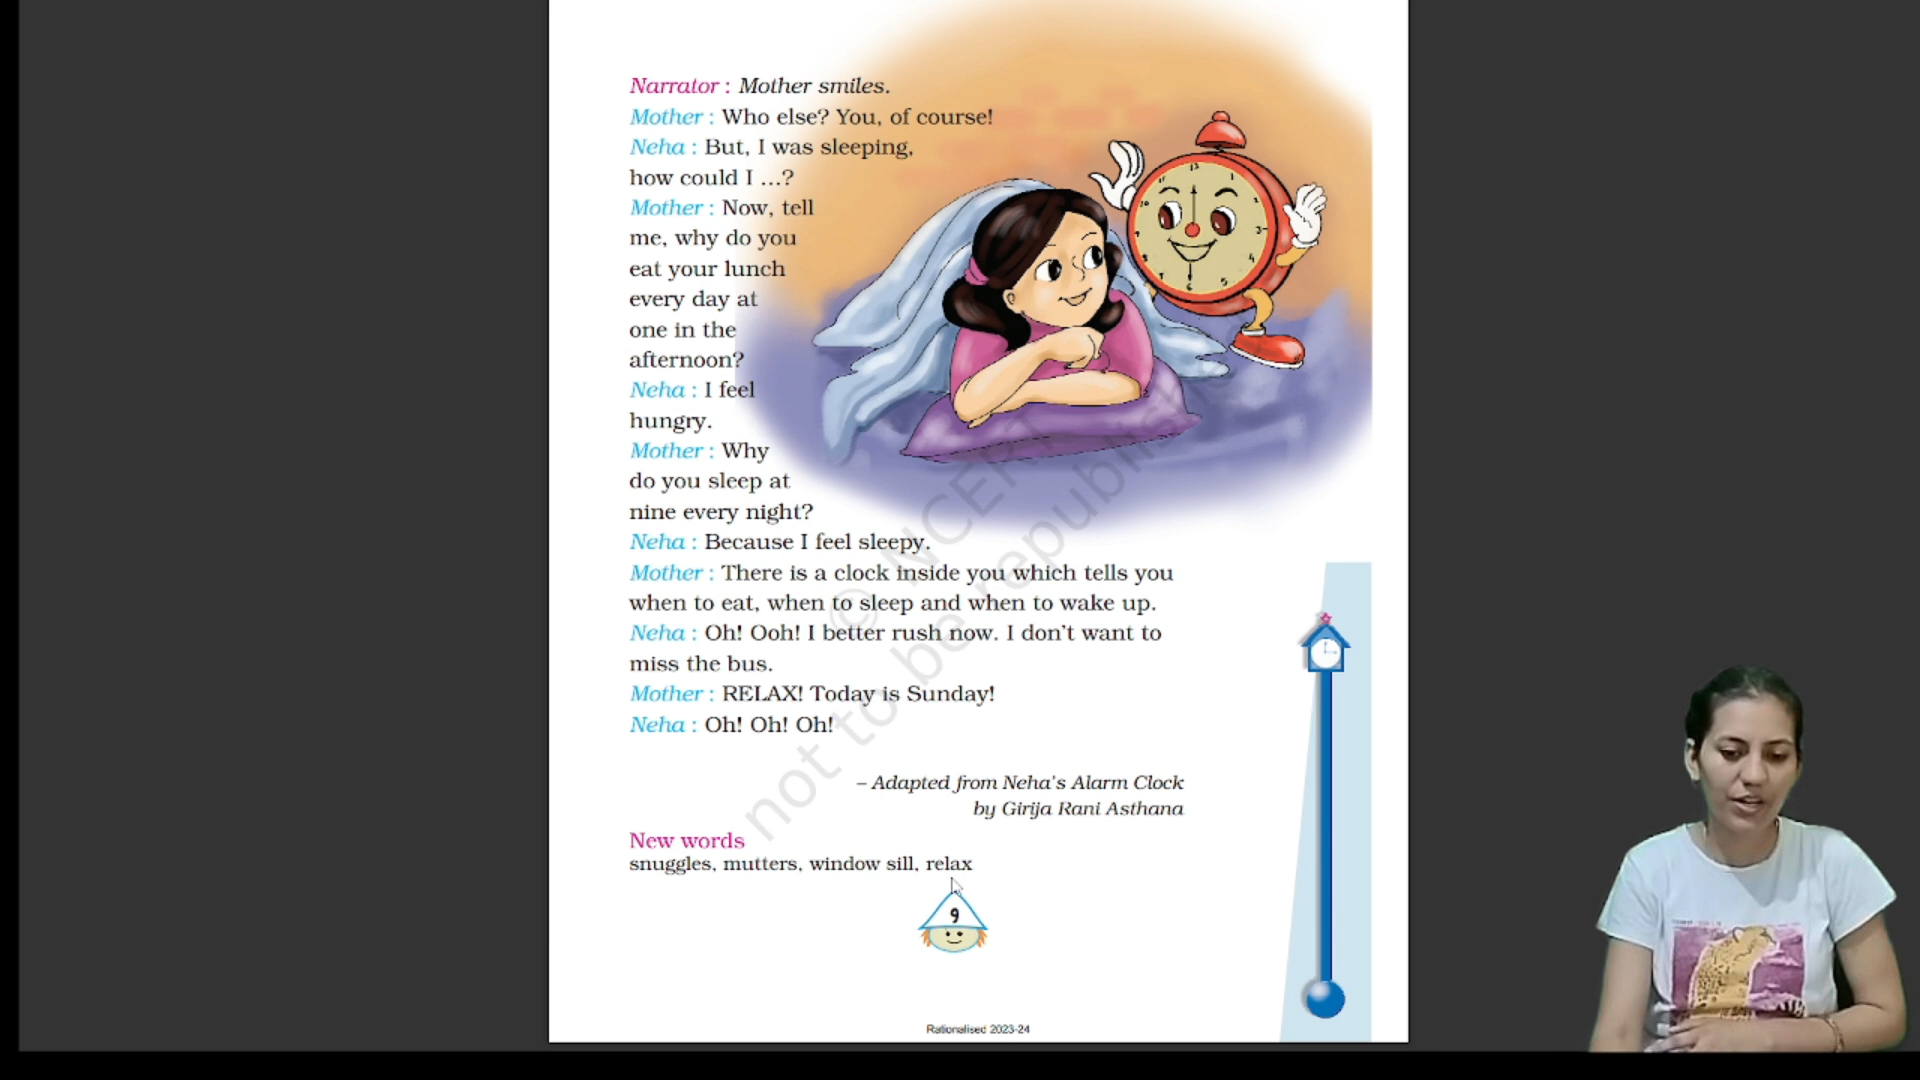 Narrator : Mother smiles.
Mother : Who else? You, of course!
Neha : But, I was sleeping,
how could I ...?
Mother : Now, tell
me, why do you
eat your lunch
every day at
one in the
afternoon?
Neha : I feel
hungry.
Mother : Why
do you sleep at
nine every night?
Neha : Because I feel sleepy.
Mother : There is a clock inside you which tells you
when to eat, when to sleep and when to wake up.
Neha : Oh! Ooh! I better rush now. I don't want to
miss the bus.
Mother : RELAX! Today is Sunday!
Neha : Oh! Oh! Oh!
– Adapted from Neha's Alarm Clock
by Girija Rani Asthana
New words
snuggles, mutters, window sill, relax
9
Rationalised 2023-24
© NCERT
not to be republish